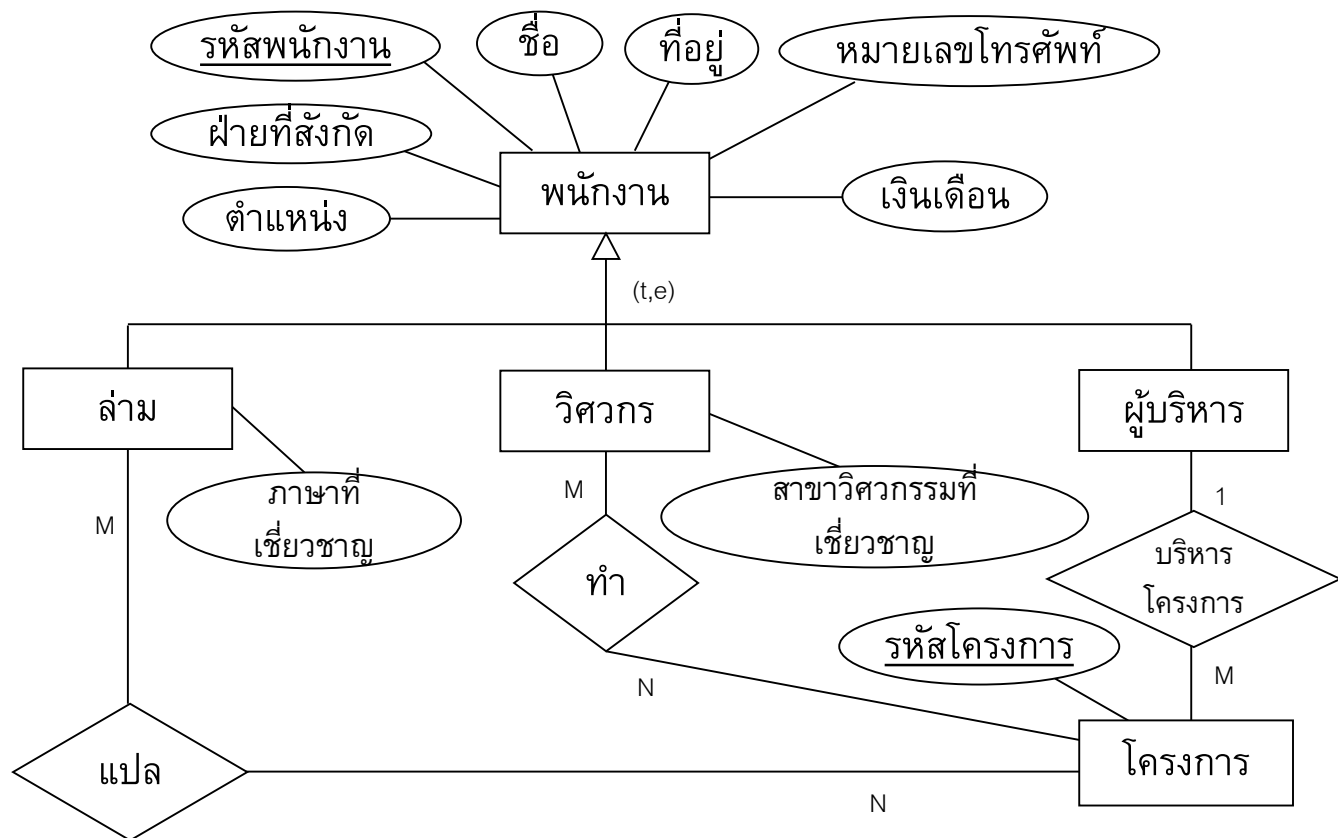 รหัสพนักงาน
ชื่อ
ที่อยู่
หมายเลขโทรศัพท์
ฝ่ายที่สังกัด
ตำแหน่ง
พนักงาน
เงินเดือน
(t,e)
ล่าม
วิศวกร
ผู้บริหาร
ภาษาที่
เชี่ยวชาญ
สาขาวิศวกรรมที่
เชี่ยวชาญ
M
M
1
ทำ
บริหาร
โครงการ
รหัสโครงการ
N
M
แปล
โครงการ
N